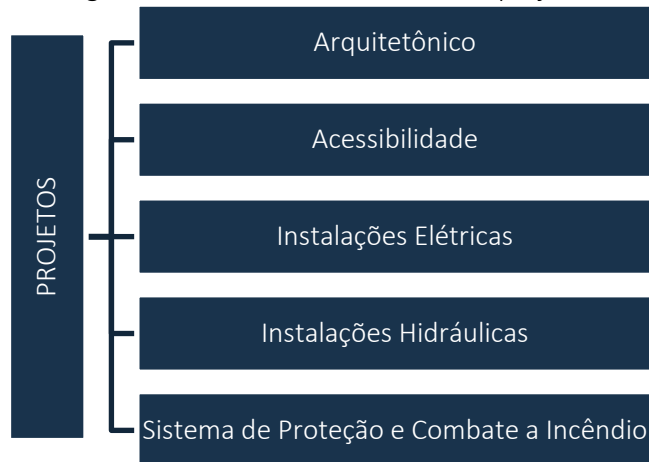 PROJETOS
Arquitetônico
Acessibilidade
Instalações Elétricas
Instalações Hidráulicas
Sistema de Proteção e Combate a Incêndio